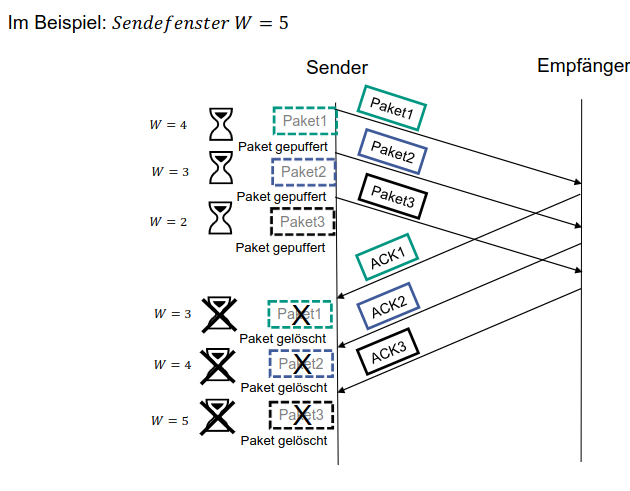 Im Beispiel: Sendefenster W = 5
Sender
Empfänger
Paket1
W = 4
Paket1
Paket gepuffert
Paket2
W = 3
Paket2
Paket gepuffert
Paket3
W = 2
Paket3
Paket gepuffert
ACK1
ACK2
W = 3
Paket1
Paket gelöscht
ACK3
W = 4
Paket2
Paket gelöscht
W = 5
Paket3
Paket gelöscht